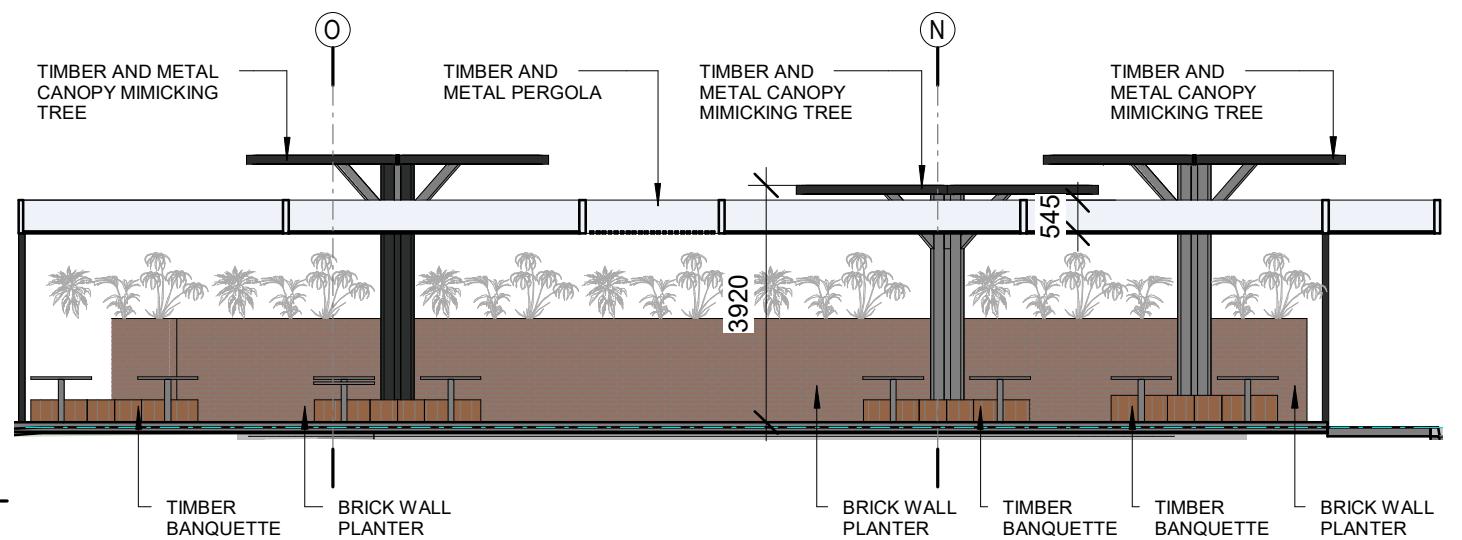 O
N
TIMBER AND METAL
CANOPY MIMICKING
TREE
TIMBER AND
METAL PERGOLA
TIMBER AND
METAL CANOPY
MIMICKING TREE
TIMBER AND
METAL CANOPY
MIMICKING TREE
545
3920
TIMBER
BANQUETTE
BRICK WALL
PLANTER
BRICK WALL
PLANTER
TIMBER
BANQUETTE
TIMBER
BANQUETTE
BRICK WALL
PLANTER